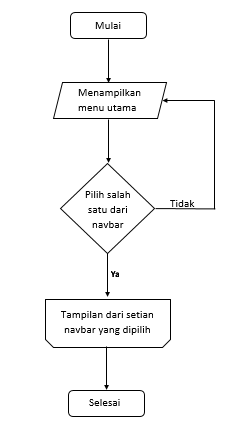 Mulai
Menampilkan
menu utama
Pilih salah
satu dari
navbar
Tidak
Ya
Tampilan dari setian
navbar yang dipilih
Selesai